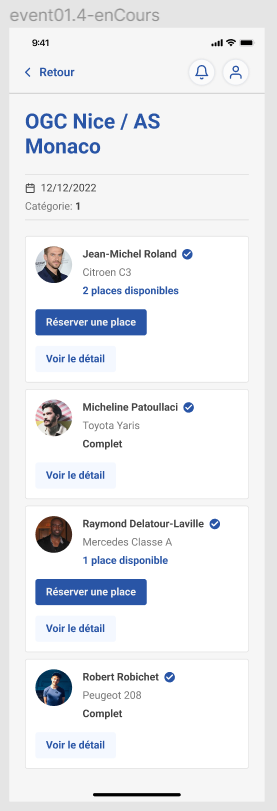 event01.4-enCours
9:41
Retour
OGC Nice / AS
Monaco
12/12/2022
Catégorie: 1
Jean-Michel Roland
Citroen C3
2 places disponibles
Réserver une place
Voir le détail
Micheline Patoullaci
Toyota Yaris
Complet
Voir le détail
Raymond Delatour-Laville
Mercedes Classe A
1 place disponible
Réserver une place
Voir le détail
Robert Robichet
Peugeot 208
Complet
Voir le détail